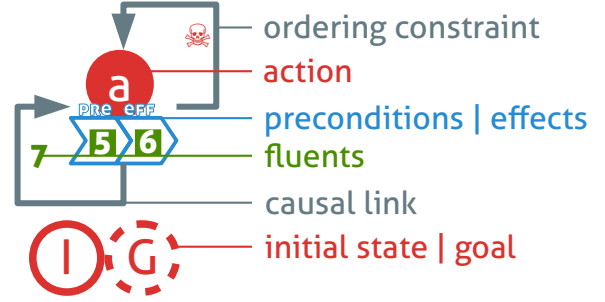 ordering constraint
a
action
PRe eFF
preconditions | effects
5 6
7
fluents
causal link
I G
initial state | goal